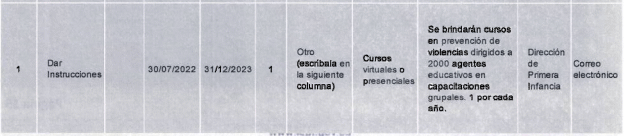 1
Dar
Instrucciones
30/07/2022
31/12/2023
1
Otro
(escríbala en
la siguiente
columna)
Cursos
virtuales o
presenciales
Se brindarán cursos
en prevención de
violencias dirigidos a
2000 agentes
educativos en
capacitaciones
grupales. 1 por cada
año.
Dirección
de
Primera
Infancia
Correo
electrónico